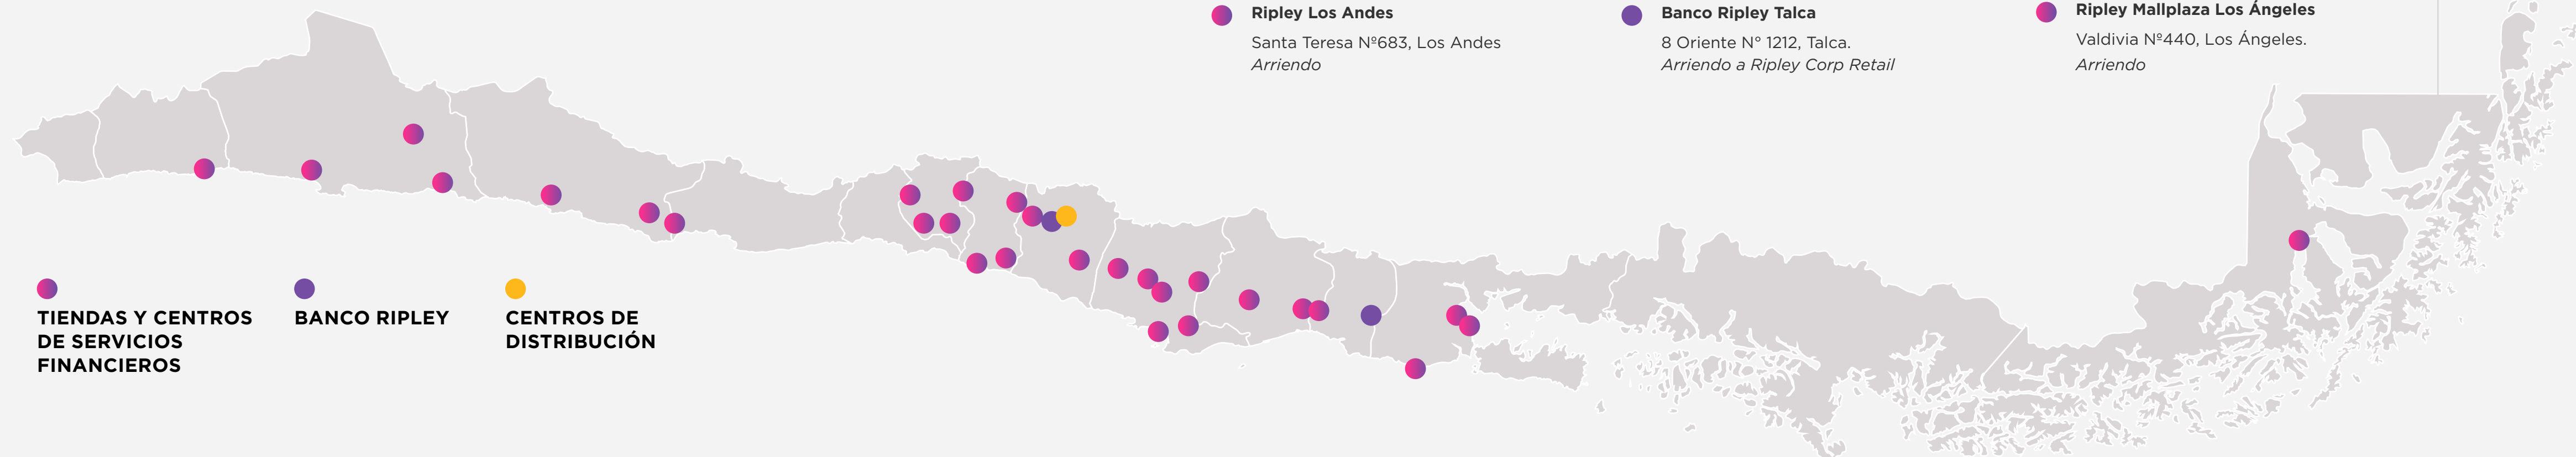 Ripley Los Andes
Santa Teresa Nº683, Los Andes
Arriendo
Banco Ripley Talca
8 Oriente N° 1212, Talca.
Arriendo a Ripley Corp Retail
Ripley Mallplaza Los Ángeles
Valdivia Nº440, Los Ángeles.
Arriendo
TIENDAS Y CENTROS
DE SERVICIOS
FINANCIEROS
BANCO RIPLEY
CENTROS DE
DISTRIBUCIÓN